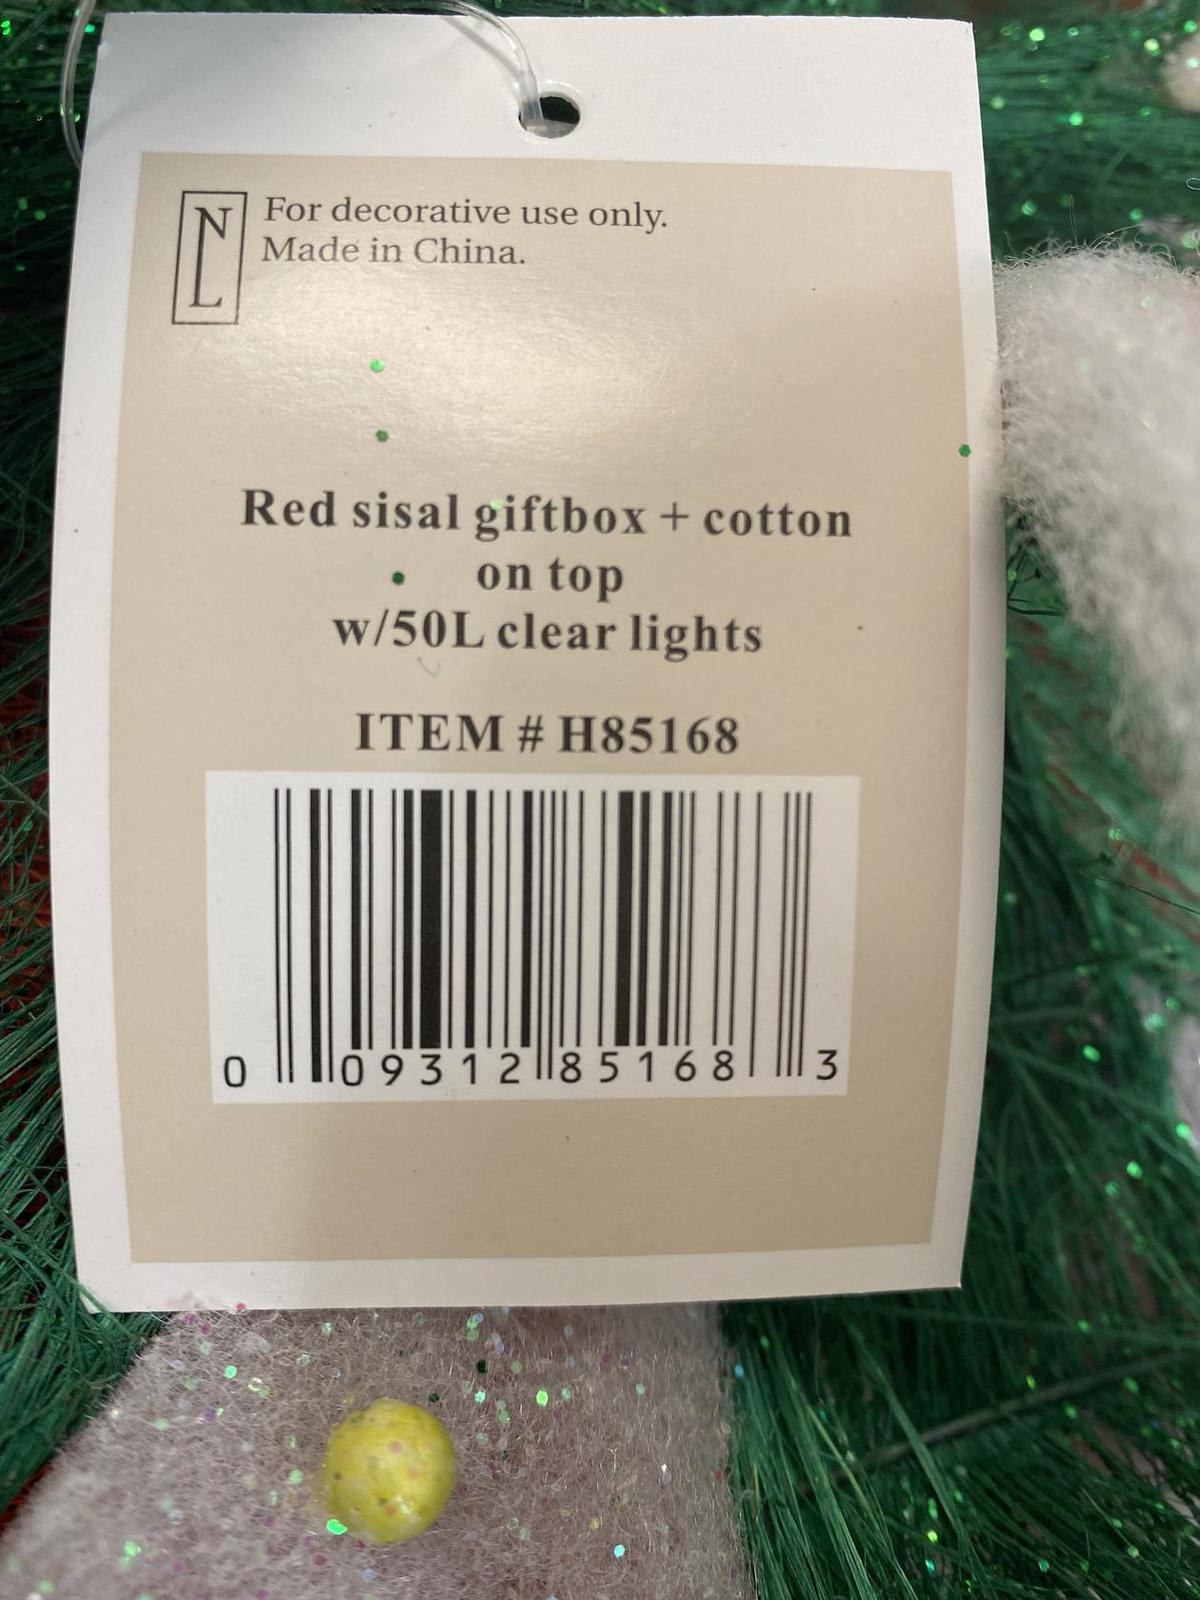 NL
For decorative use only.
Made in China.
Red sisal giftbox + cotton
on top
w/50L clear lights
ITEM # H85168
0 09312 85168 3